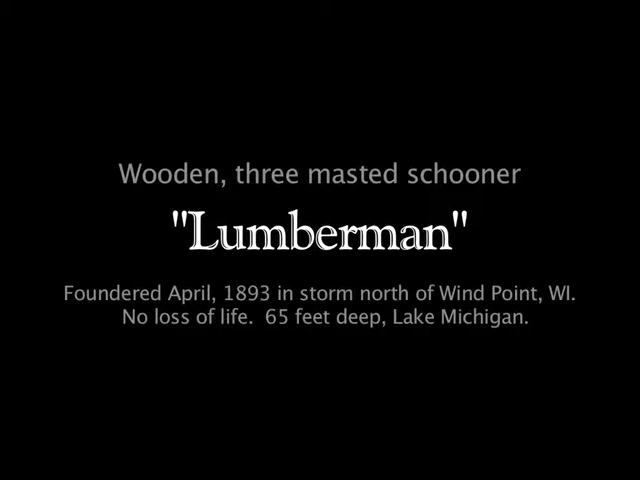 Wooden, three masted schooner
"Lumberman"
Foundered April, 1893 in storm north of Wind Point, WI.
No loss of life.  65 feet deep, Lake Michigan.